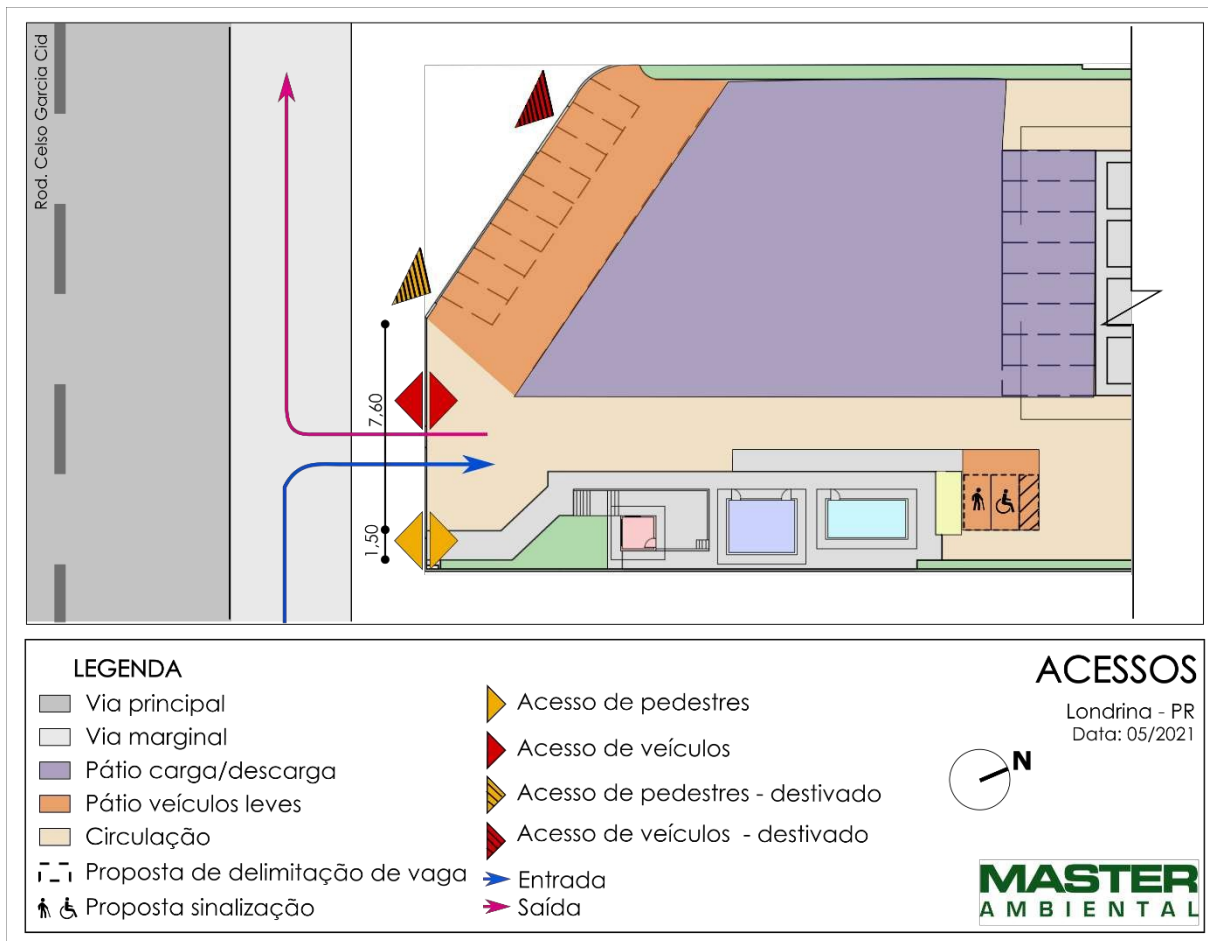 Rod. Celso Garcia Cid
7,60
1,50
LEGENDA
Via principal
Via marginal
Pátio carga/descarga
Pátio veículos leves
Circulação
Proposta de delimitação de vaga
Proposta sinalização
Acesso de pedestres
Acesso de veículos
Acesso de pedestres - destivado
Acesso de veículos - destivado
Entrada
Saída
ACESSOS
Londrina - PR
Data: 05/2021
N
MASTER
AMBIENTAL